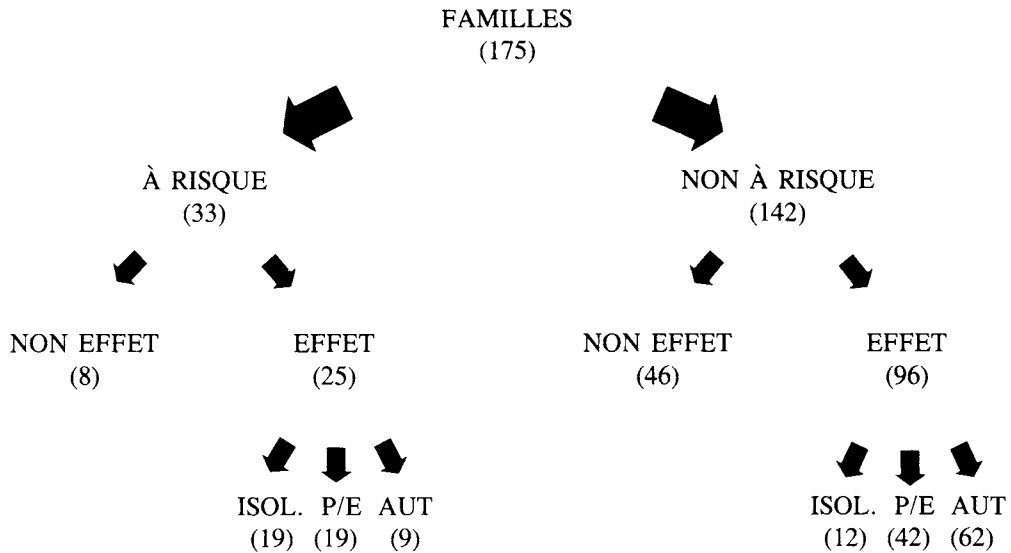 FAMILLES
(175)
À RISQUE
(33)
NON À RISQUE
(142)
NON EFFET
(8)
EFFET
(25)
NON EFFET
(46)
EFFET
(96)
ISOL. P/E AUT
(19) (19) (9)
ISOL. P/E AUT
(12) (42) (62)